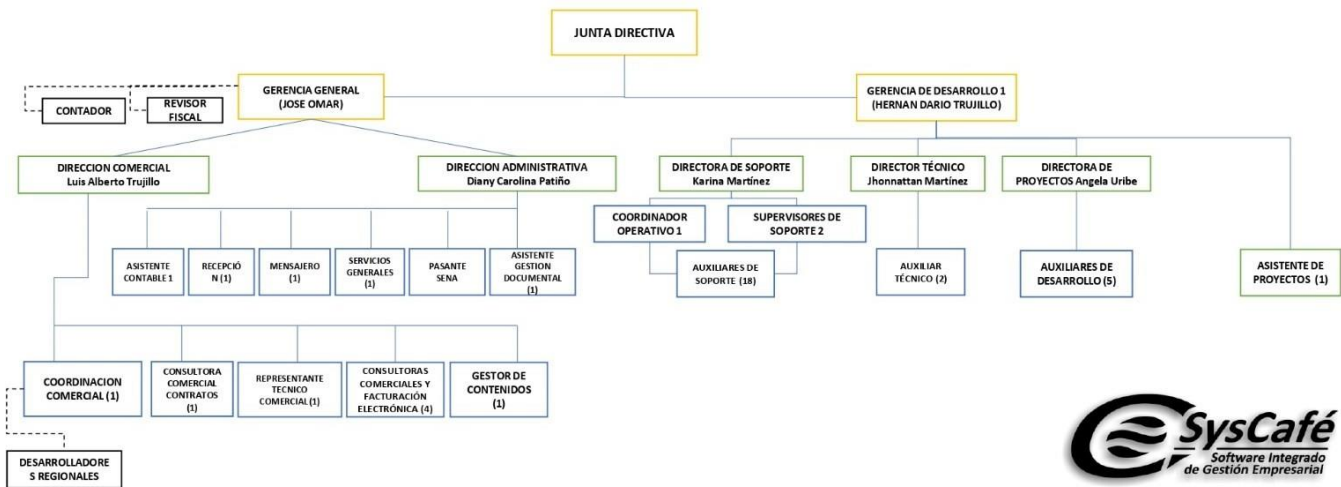 JUNTA DIRECTIVA
GERENCIA GENERAL
(JOSE OMAR)
GERENCIA DE DESARROLLO 1
(HERNAN DARIO TRUJILLO)
CONTADOR
REVISOR
FISCAL
DIRECCION COMERCIAL
Luis Alberto Trujillo
DIRECCION ADMINISTRATIVA
Diany Carolina Patiño
DIRECTORA DE SOPORTE
Karina Martínez
DIRECTOR TÉCNICO
Jhonnattan Martínez
DIRECTORA DE
PROYECTOS Angela Uribe
COORDINADOR
OPERATIVO 1
SUPERVISORES DE
SOPORTE 2
ASISTENTE
CONTABLE 1
RECEPCIÓ
N (1)
MENSAJERO
(1)
SERVICIOS
GENERALES
(1)
PASANTE
SENA
ASISTENTE
GESTION
DOCUMENTAL
(1)
AUXILIARES DE
SOPORTE (18)
AUXILIAR
TÉCNICO (2)
AUXILIARES DE
DESARROLLO (5)
ASISTENTE DE
PROYECTOS (1)
COORDINACION
COMERCIAL (1)
CONSULTORA
COMERCIAL
CONTRATOS
(1)
REPRESENTANTE
TECNICO
COMERCIAL (1)
CONSULTORAS
COMERCIALES Y
FACTURACIÓN
ELECTRÓNICA (4)
GESTOR DE
CONTENIDOS
(1)
DESARROLLADORE
S REGIONALES
SysCafé
Software Integrado
de Gestión Empresarial